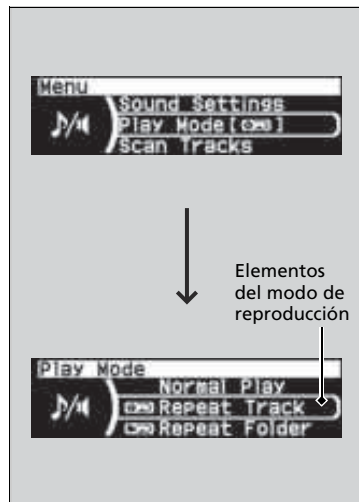 Menu
Sound Settings
Play Mode[ ]
Scan Tracks
Elementos
del modo de
reproducción
Play Mode
Normal Play
Repeat Track
Repeat Folder